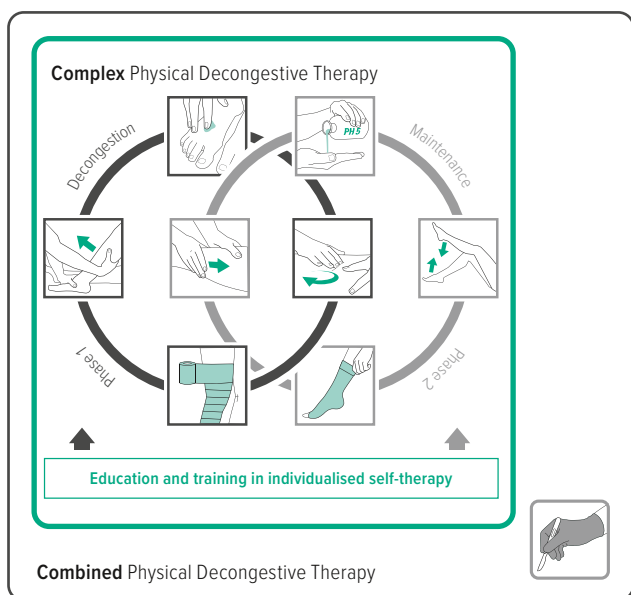 Complex Physical Decongestive Therapy
Decongestion
PH 5
Maintenance
Phase 1
Phase 2
Education and training in individualised self-therapy
Combined Physical Decongestive Therapy